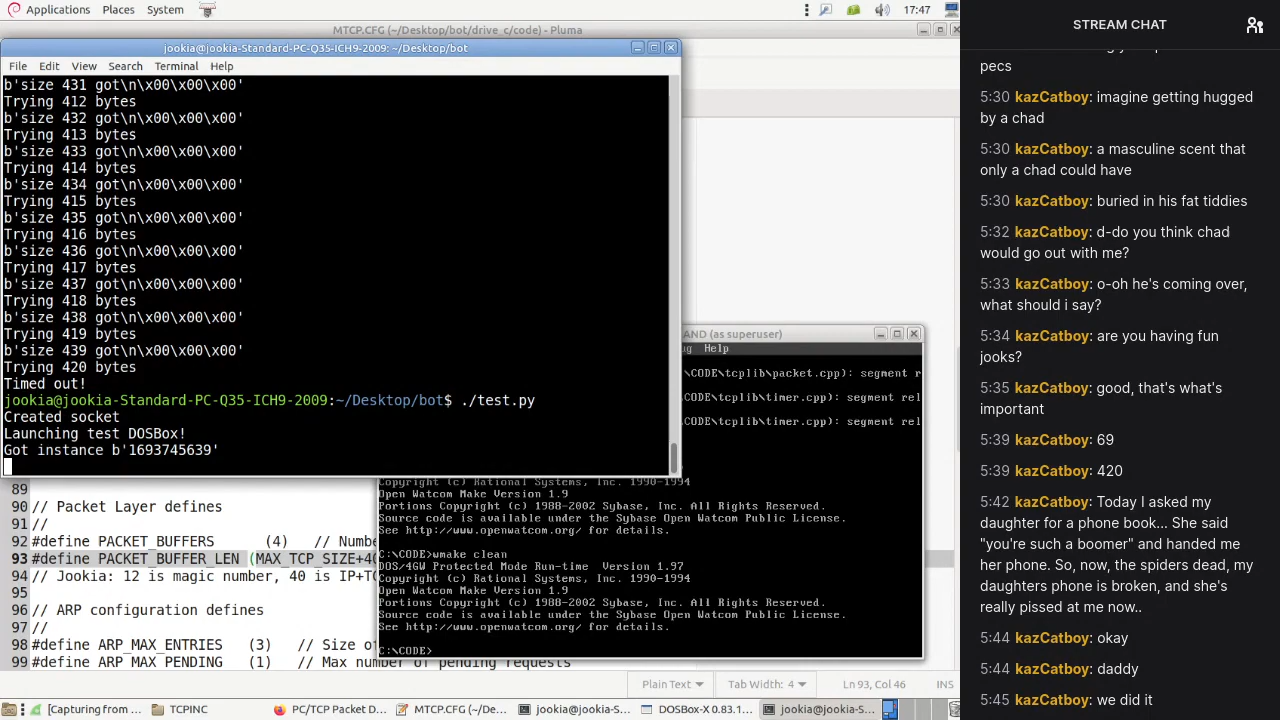 Applications Places System 17:47
MTCP.CFG (~/Desktop/bot/drive_c/code) - Pluma
jookia@jookia-Standard-PC-Q35-ICH9-2009: ~/Desktop/bot
File Edit View Search Terminal Help
b'size 431 got\n\x00\x00\x00'
Trying 412 bytes
b'size 432 got\n\x00\x00\x00'
Trying 413 bytes
b'size 433 got\n\x00\x00\x00'
Trying 414 bytes
b'size 434 got\n\x00\x00\x00'
Trying 415 bytes
b'size 435 got\n\x00\x00\x00'
Trying 416 bytes
b'size 436 got\n\x00\x00\x00'
Trying 417 bytes
b'size 437 got\n\x00\x00\x00'
Trying 418 bytes
b'size 438 got\n\x00\x00\x00'
Trying 419 bytes
b'size 439 got\n\x00\x00\x00'
Trying 420 bytes
Timed out!
jookia@jookia-Standard-PC-Q35-ICH9-2009:~/Desktop/bot$ ./test.py
Created socket
Launching test DOSBox!
Got instance b'1693745639'
AND (as superuser)
Help
\CODE\tcplib\packet.cpp): segment
\CODE\tcplib\timer.cpp): segment rel
\CODE\tcplib\timer.cpp): segment rel
Copyright (c) Rational Systems, Inc. 1990-1994
Open Watcom Make Version 1.9
Portions Copyright (c) 1988-2002 Sybase, Inc. All Rights Reserved.
Source code is available under the Sybase Open Watcom Public License.
See http://www.openwatcom.org/ for details.
C:\CODE>wmake clean
DOS/4GW Protected Mode Run-time Version 1.97
Copyright (c) Rational Systems, Inc. 1990-1994
Open Watcom Make Version 1.9
Portions Copyright (c) 1988-2002 Sybase, Inc. All Rights Reserved.
Source code is available under the Sybase Open Watcom Public License.
See http://www.openwatcom.org/ for details.
C:\CODE>
89
90 // Packet Layer defines
91 //
92 #define PACKET_BUFFERS (4) // Numbe
93 #define PACKET_BUFFER_LEN (MAX_TCP_SIZE+40
94 // Jookia: 12 is magic number, 40 is IP+TC
95
96 // ARP configuration defines
97 //
98 #define ARP_MAX_ENTRIES (3) // Size of
99 #define ARP_MAX_PENDING (1) // Max number of pending requests
Plain Text Tab Width: 4 Ln 93, Col 46 INS
[Capturing from ... TCPNC PC/TCP Packet D... MTCP.CFG (~/De... jookia@jookia-S... DOSBox-X 0.83.1... jookia@jookia-S...
STREAM CHAT
pecs
5:30 kazCatboy: imagine getting hugged
by a chad
5:30 kazCatboy: a masculine scent that
only a chad could have
5:30 kazCatboy: buried in his fat tiddies
5:32 kazCatboy: d-do you think chad
would go out with me?
5:33 kazCatboy: o-oh he's coming over,
what should i say?
5:34 kazCatboy: are you having fun
jooks?
5:35 kazCatboy: good, that's what's
important
5:39 kazCatboy: 69
5:39 kazCatboy: 420
5:42 kazCatboy: Today I asked my
daughter for a phone book... She said
"you're such a boomer" and handed me
her phone. So, now, the spiders dead, my
daughters phone is broken, and she's
really pissed at me now..
5:44 kazCatboy: okay
5:44 kazCatboy: daddy
5:45 kazCatboy: we did it